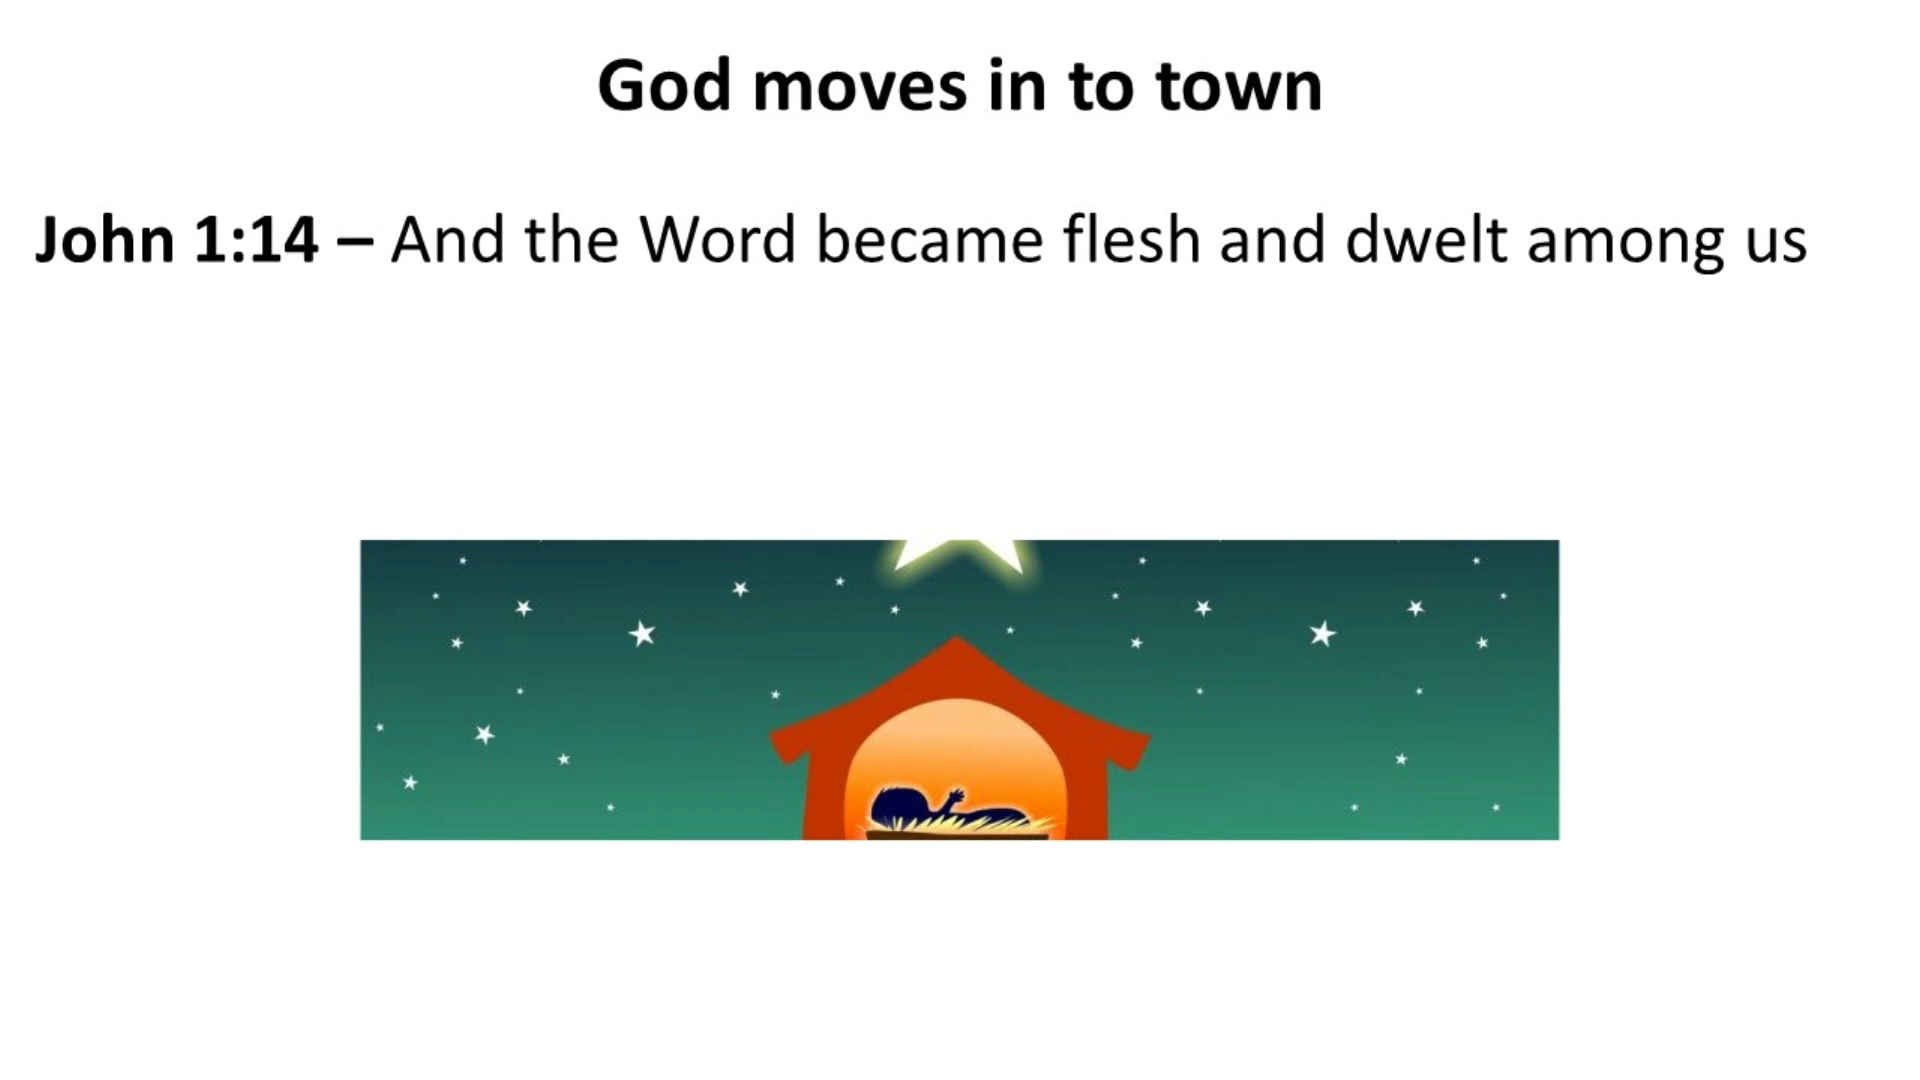 God moves in to town
John 1:14 – And the Word became flesh and dwelt among us